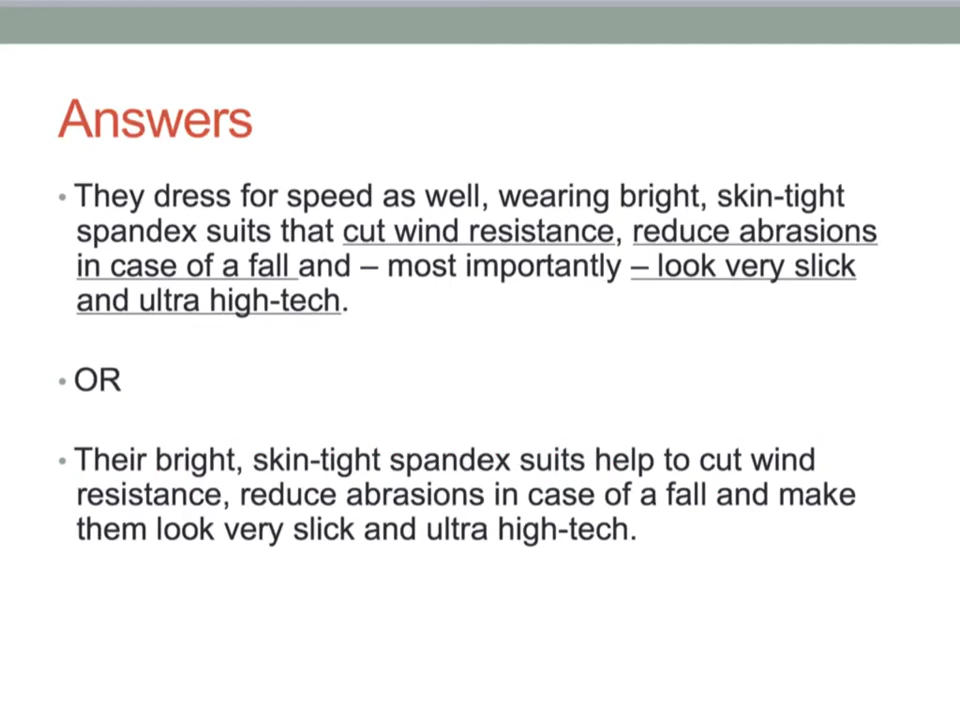 Answers
• They dress for speed as well, wearing bright, skin-tight
spandex suits that cut wind resistance, reduce abrasions
in case of a fall and – most importantly – look very slick
and ultra high-tech.
• OR
• Their bright, skin-tight spandex suits help to cut wind
resistance, reduce abrasions in case of a fall and make
them look very slick and ultra high-tech.